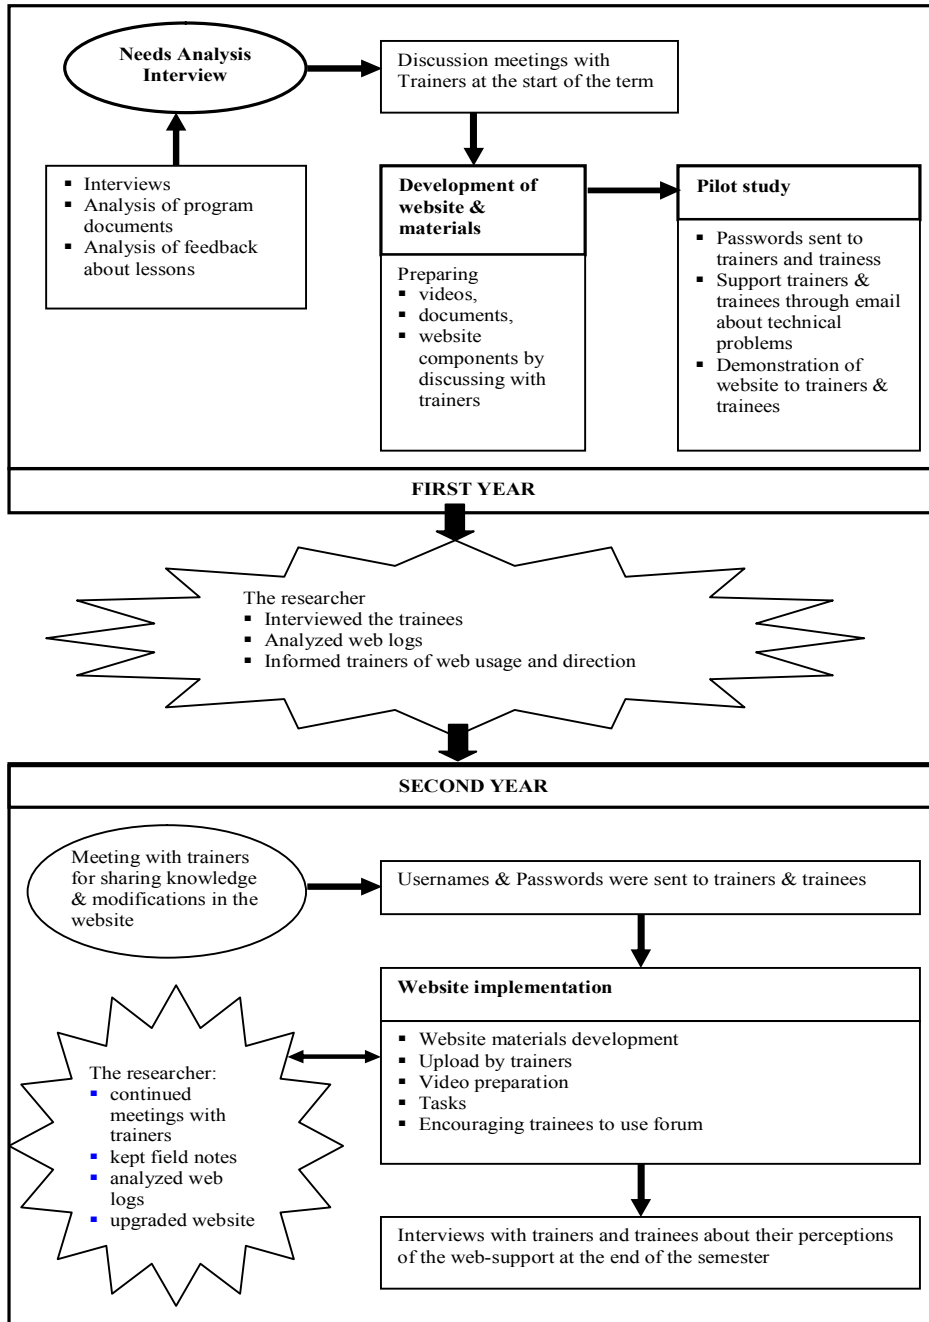 Needs Analysis
Interview
Discussion meetings with
Trainers at the start of the term
▪ Interviews
▪ Analysis of program
documents
▪ Analysis of feedback
about lessons
Development of
website &
materials
Preparing
▪ videos,
▪ documents,
▪ website
components by
discussing with
trainers
Pilot study
▪ Passwords sent to
trainers and trainess
▪ Support trainers &
trainees through email
about technical
problems
▪ Demonstration of
website to trainers &
trainees
FIRST YEAR
The researcher
▪ Interviewed the trainees
▪ Analyzed web logs
▪ Informed trainers of web usage and direction
SECOND YEAR
Meeting with trainers
for sharing knowledge
& modifications in the
website
Usernames & Passwords were sent to trainers & trainees
Website implementation
▪ Website materials development
▪ Upload by trainers
▪ Video preparation
▪ Tasks
▪ Encouraging trainees to use forum
The researcher:
▪ continued
meetings with
trainers
▪ kept field notes
▪ analyzed web
logs
▪ upgraded website
Interviews with trainers and trainees about their perceptions
of the web-support at the end of the semester